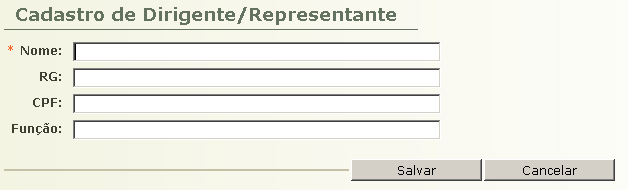 Cadastro de Dirigente/Representante
* Nome:
RG:
CPF:
Função:
Salvar Cancelar